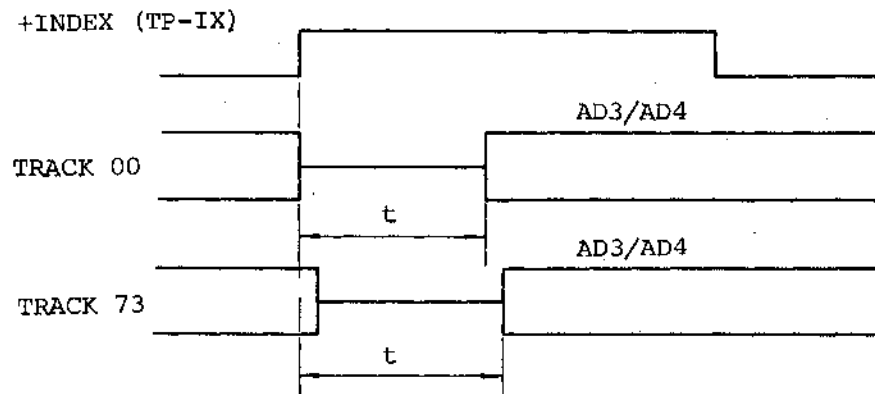 +INDEX (TP-IX)
AD3/AD4
TRACK 00
t
AD3/AD4
TRACK 73
t